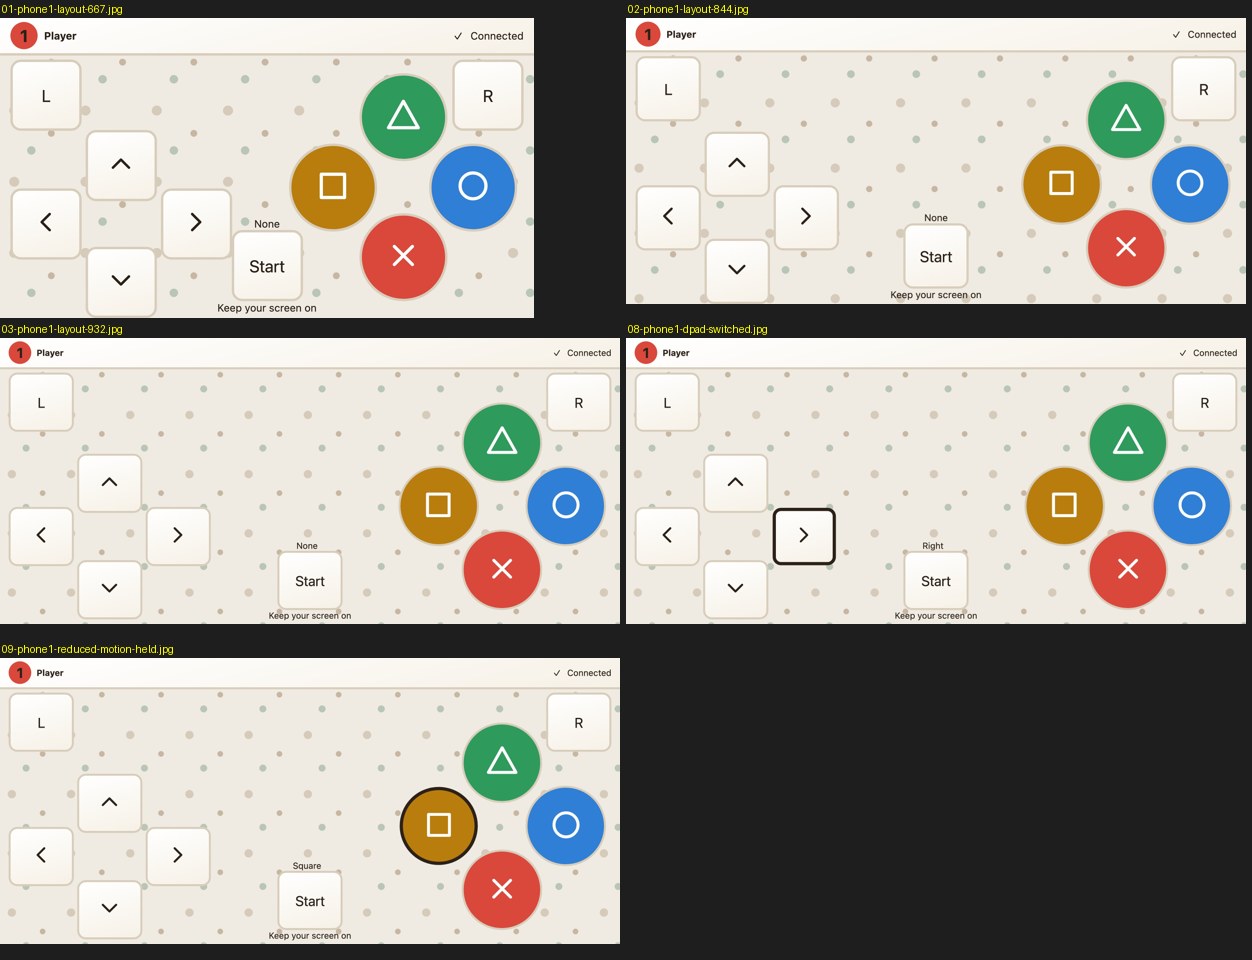 01-phone1-layout-667.jpg
1 Player ✓ Connected
L
R
None
Start
Keep your screen on
02-phone1-layout-844.jpg
1 Player ✓ Connected
L
R
None
Start
Keep your screen on
03-phone1-layout-932.jpg
1 Player ✓ Connected
L
R
None
Start
Keep your screen on
08-phone1-dpad-switched.jpg
1 Player ✓ Connected
L
R
Right
Start
Keep your screen on
09-phone1-reduced-motion-held.jpg
1 Player ✓ Connected
L
R
Square
Start
Keep your screen on